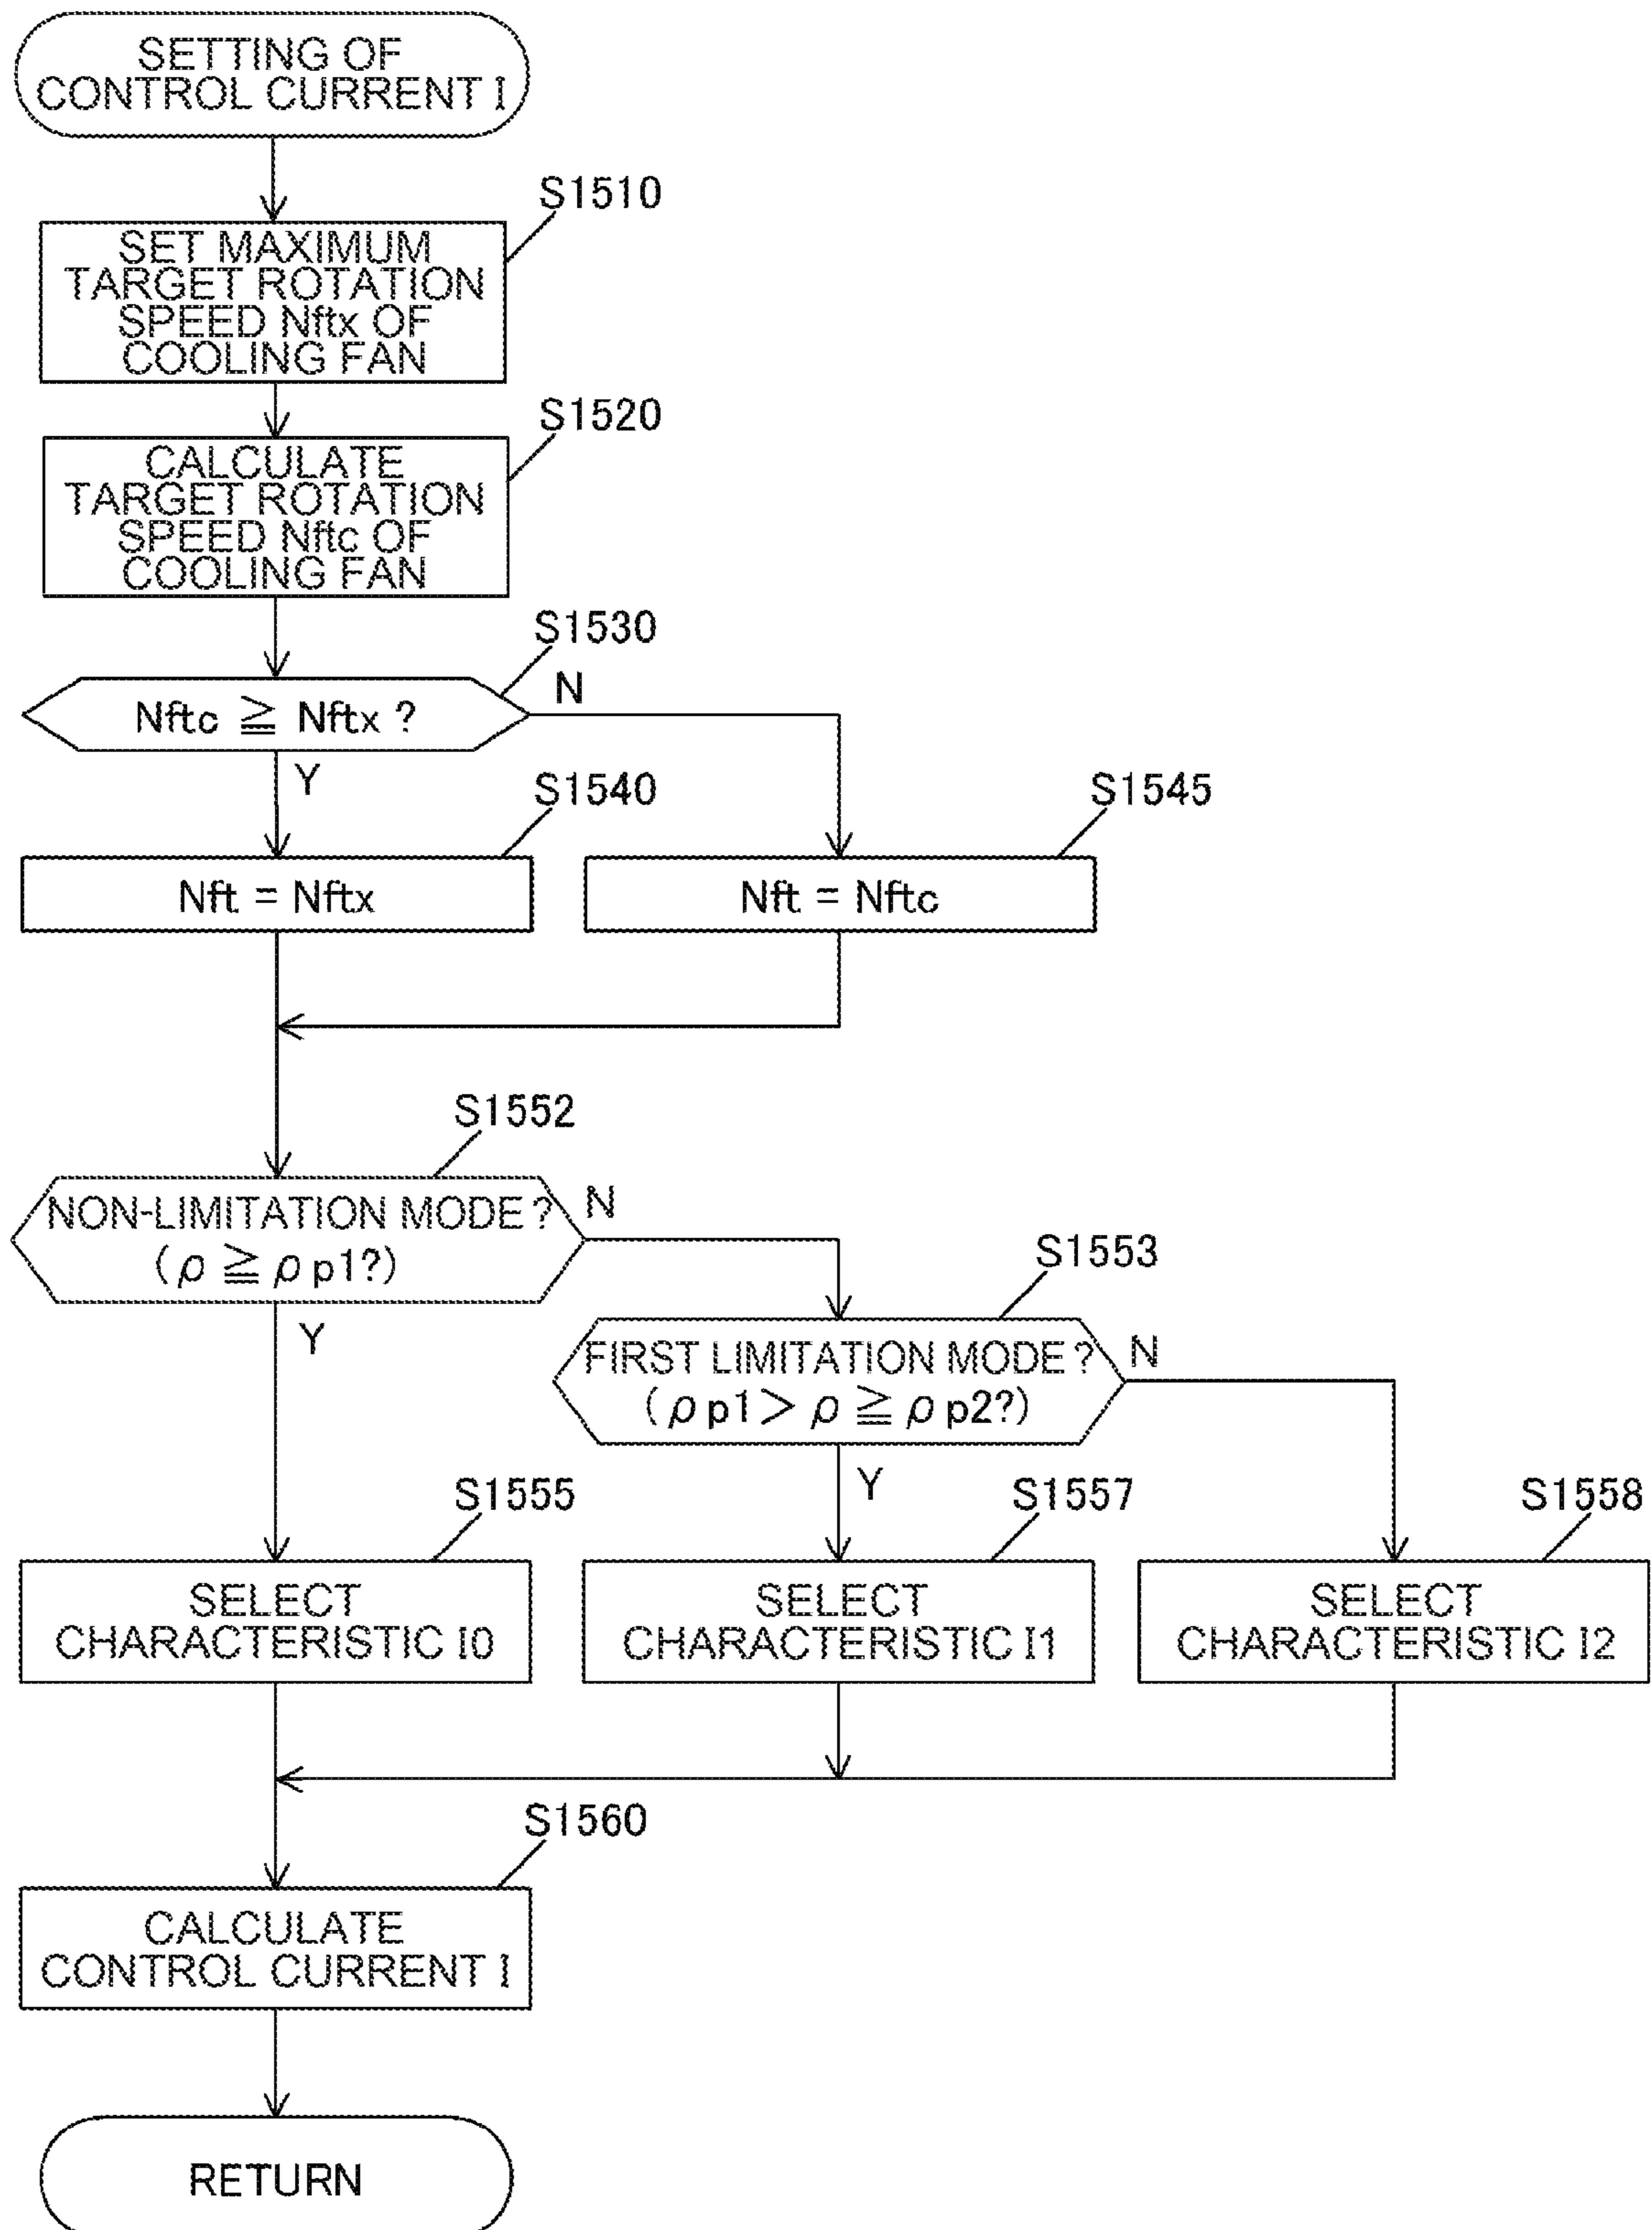 SETTING OF
CONTROL CURRENT I
S1510
SET MAXIMUM
TARGET ROTATION
SPEED Nftx OF
COOLING FAN
S1520
CALCULATE
TARGET ROTATION
SPEED Nftc OF
COOLING FAN
S1530
Nftc ≧ Nftx ?
N
Y
S1540
Nft = Nftx
S1545
Nft = Nftc
S1552
NON-LIMITATION MODE ?
(ρ ≧ ρ p1?)
N
Y
S1553
FIRST LIMITATION MODE ?
(ρ p1 > ρ ≧ ρ p2?)
N
Y
S1555
SELECT
CHARACTERISTIC I0
S1557
SELECT
CHARACTERISTIC I1
S1558
SELECT
CHARACTERISTIC I2
S1560
CALCULATE
CONTROL CURRENT I
RETURN